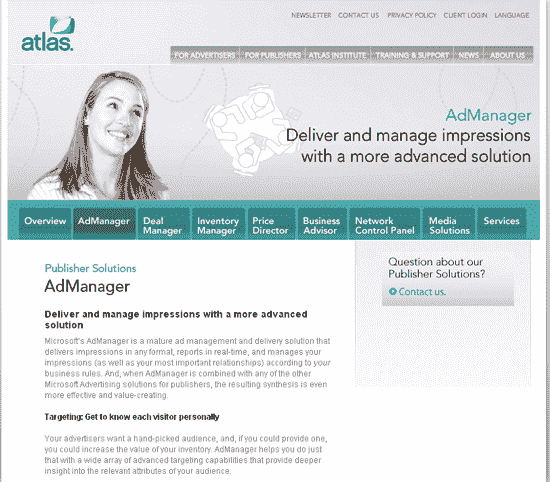 NEWSLETTER CONTACT US PRIVACY POLICY CLIENT LOGIN LANGUAGE
atlas.
FOR ADVERTISERS FOR PUBLISHERS ATLAS INSTITUTE TRAINING & SUPPORT NEWS ABOUT US
AdManager
Deliver and manage impressions
with a more advanced solution
Overview AdManager Deal Manager Inventory Manager Price Director Business Advisor Network Control Panel Media Solutions Services
Question about our
Publisher Solutions?
Contact us.
Publisher Solutions
AdManager
Deliver and manage impressions with a more advanced
solution
Microsoft's AdManager is a mature ad management and delivery solution that
delivers impressions in any format, reports in real-time, and manages your
impressions (as well as your most important relationships) according to your
business rules. And, when AdManager is combined with any of the other
Microsoft Advertising solutions for publishers, the resulting synthesis is even
more effective and value-creating.
Targeting: Get to know each visitor personally
Your advertisers want a hand-picked audience, and, if you could provide one,
you could increase the value of your inventory. AdManager helps you do just
that with a wide array of advanced targeting capabilities that provide deeper
insight into the relevant attributes of your audience.